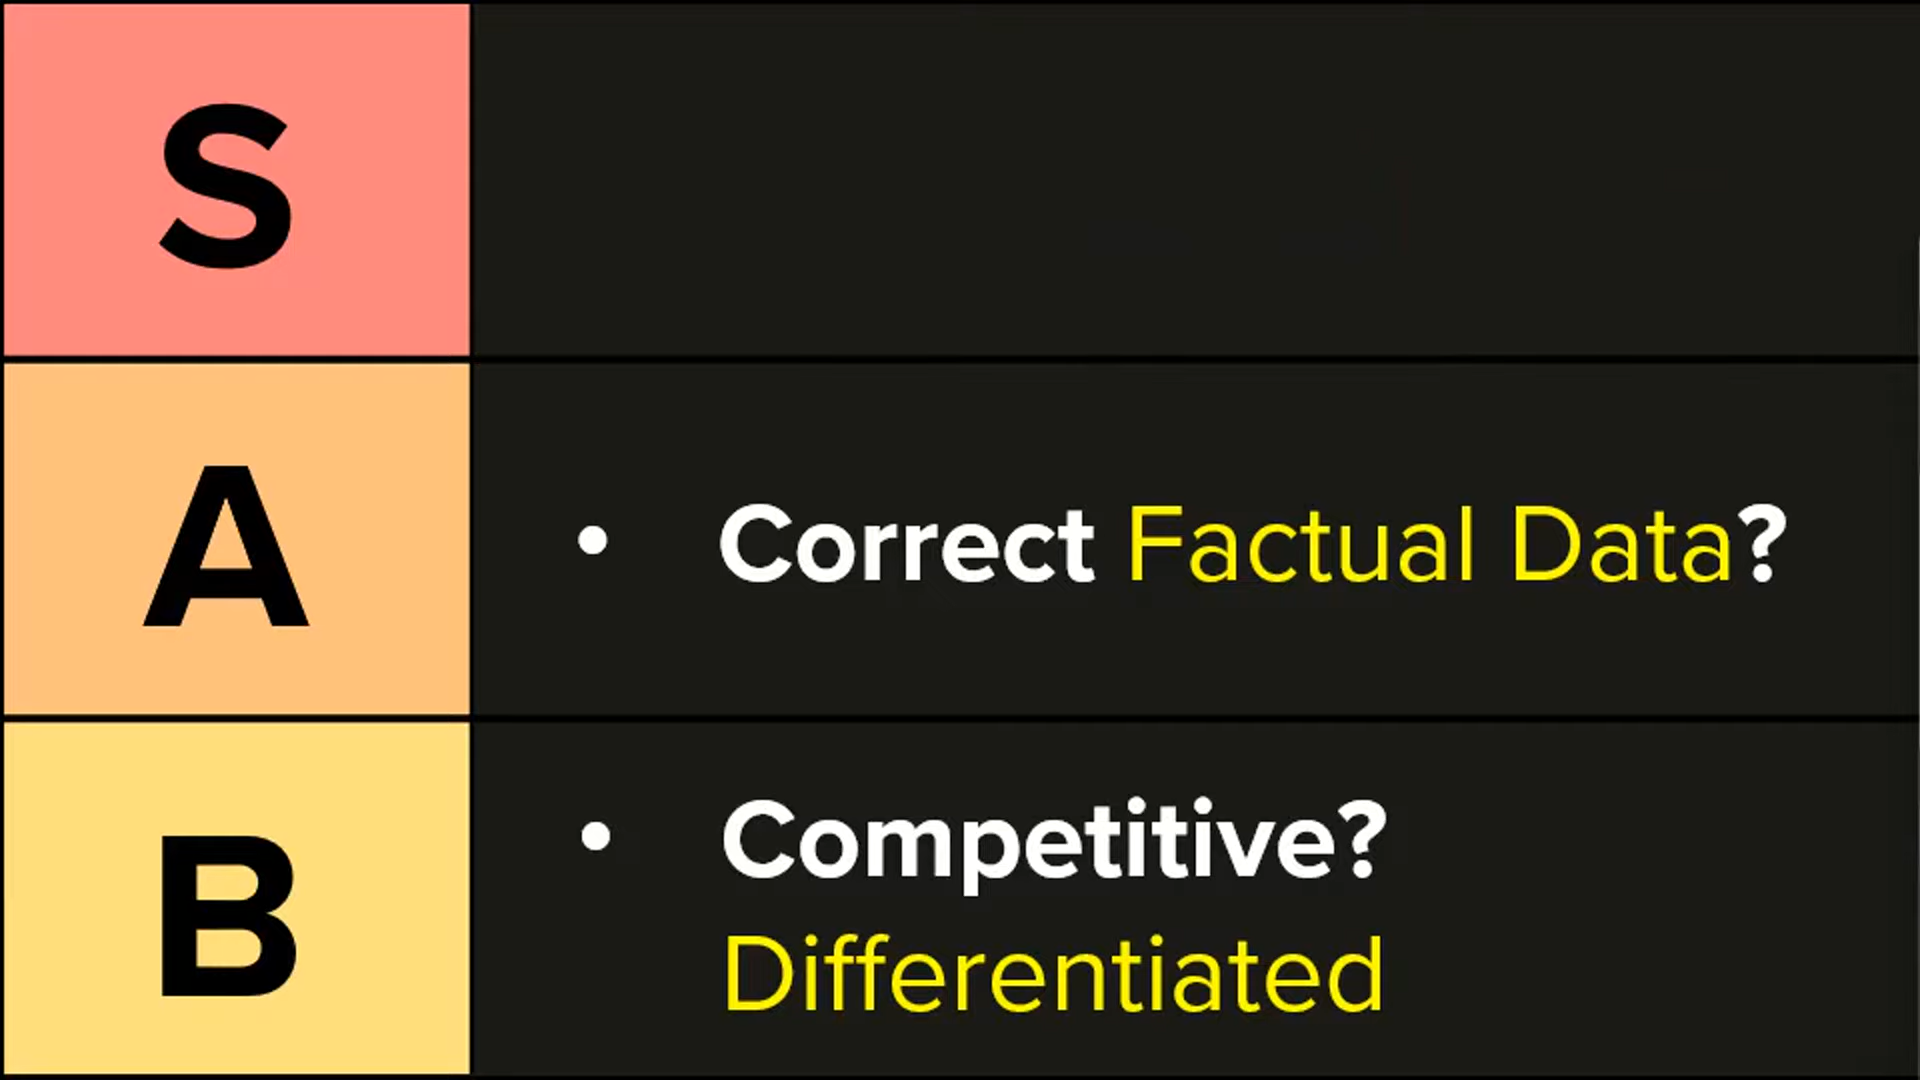 S
A
• Correct Factual Data?
B
• Competitive?
Differentiated